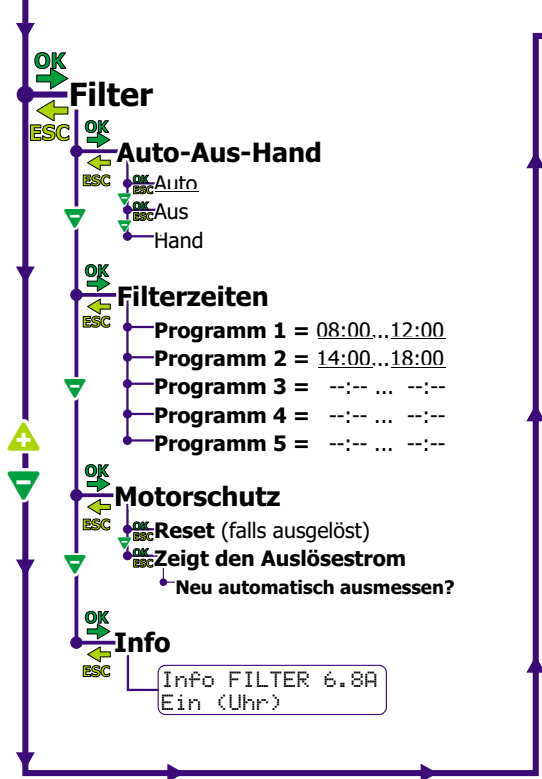 OK
Filter
ESC
OK
Auto-Aus-Hand
ESC
OK
ESC
Auto
OK
ESC
Aus
Hand
OK
Filterzeiten
ESC
Programm 1 = 08:00...12:00
Programm 2 = 14:00...18:00
Programm 3 = --:-- ... --:--
Programm 4 = --:-- ... --:--
Programm 5 = --:-- ... --:--
OK
Motorschutz
ESC
OK
ESC
Reset (falls ausgelöst)
OK
ESC
Zeigt den Auslösestrom
Neu automatisch ausmessen?
OK
Info
ESC
Info FILTER 6.8A
Ein (Uhr)